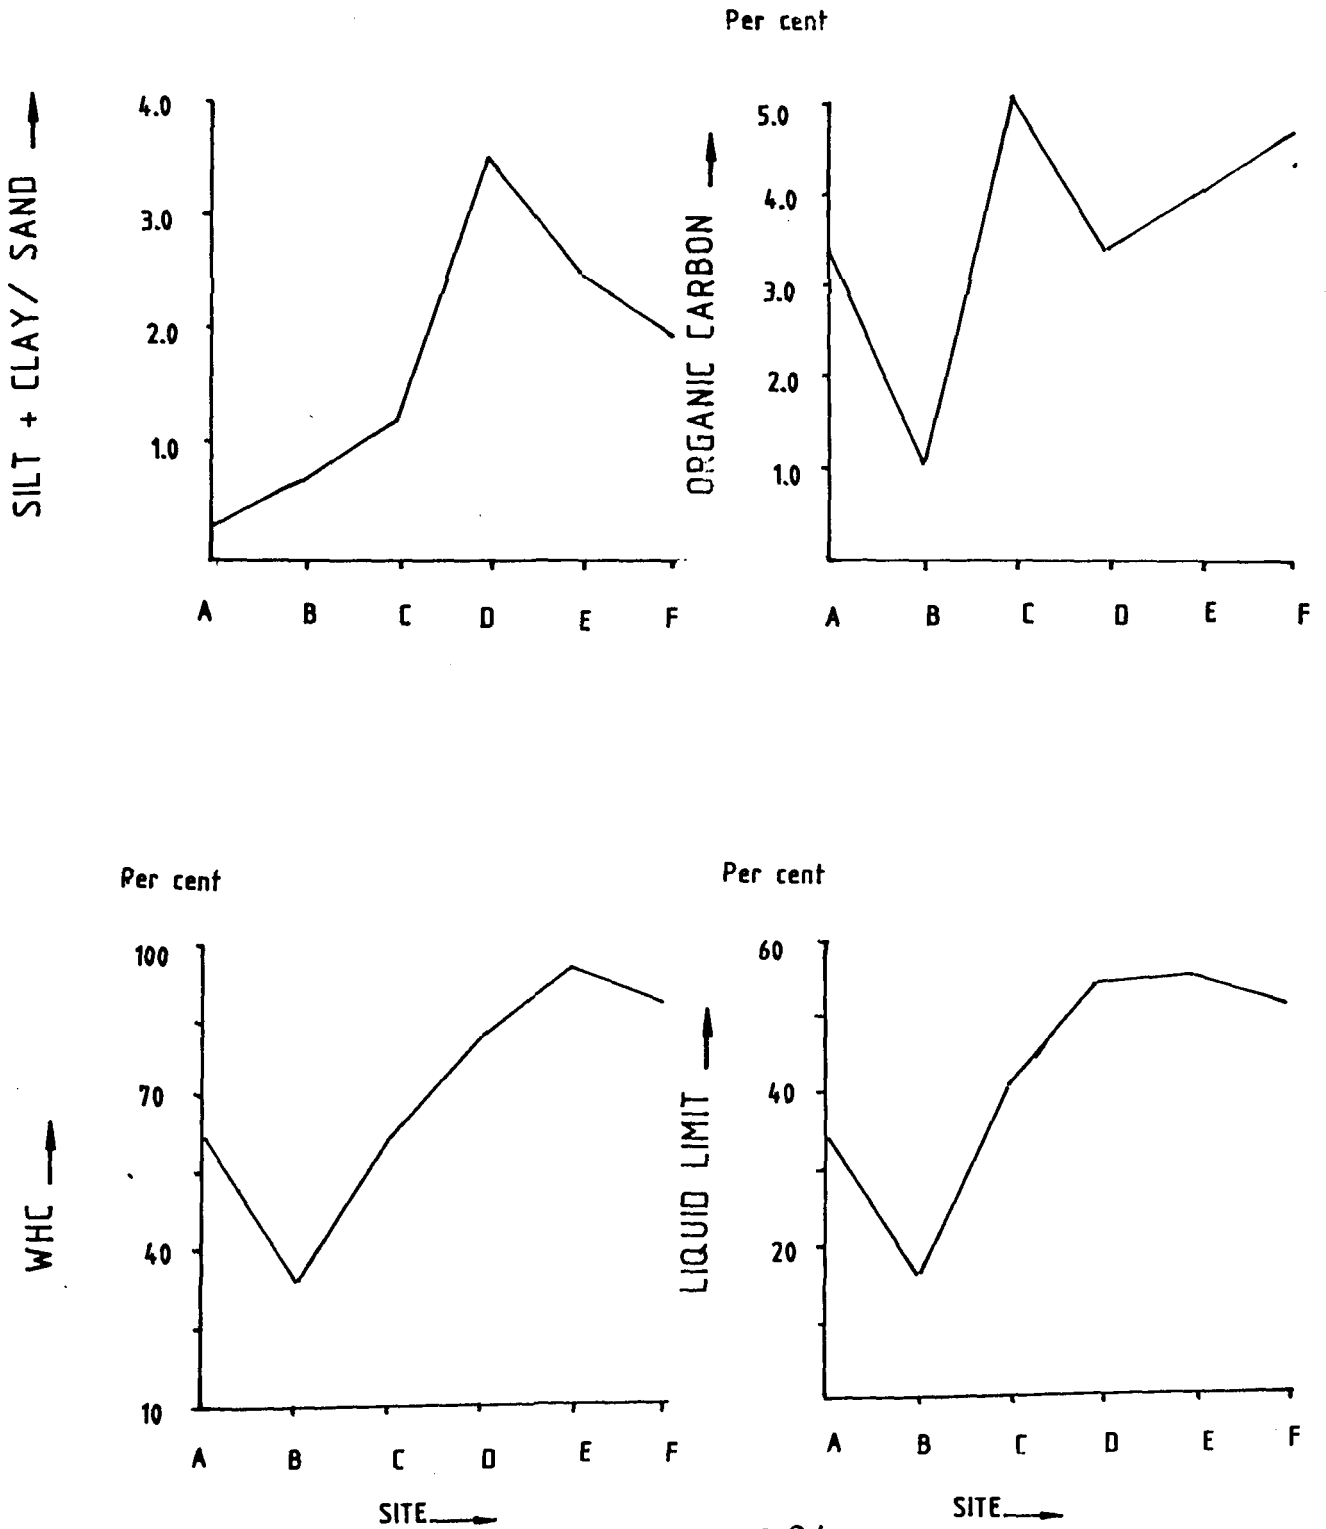 SILT + CLAY/ SAND
4.0
3.0
2.0
1.0
A B C D E F
Per cent
ORGANIC CARBON
5.0
4.0
3.0
2.0
1.0
A B C D E F
Per cent
WHC
100
70
40
10
A B C D E F
SITE
Per cent
LIQUID LIMIT
60
40
20
A B C D E F
SITE